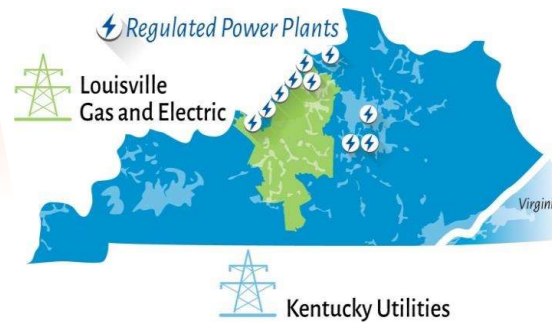 Regulated Power Plants
Louisville
Gas and Electric
Kentucky Utilities